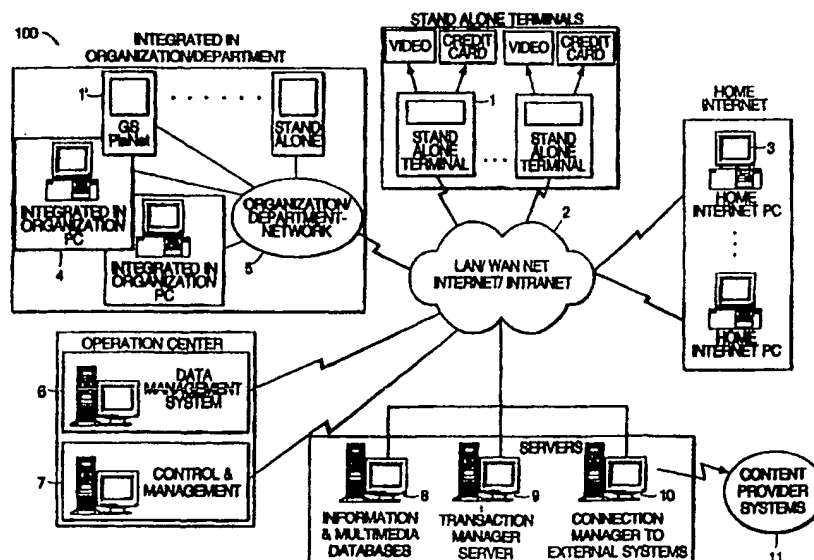 100
INTEGRATED IN
ORGANIZATION/DEPARTMENT
1'
GS
PlaNet
STAND
ALONE
INTEGRATED IN
ORGANIZATION
PC
4
INTEGRATED IN
ORGANIZATION
PC
ORGANIZATION/
DEPARTMENT-
NETWORK
5
STAND ALONE TERMINALS
VIDEO
CREDIT
CARD
VIDEO
CREDIT
CARD
1
STAND
ALONE
TERMINAL
STAND
ALONE
TERMINAL
HOME
INTERNET
3
HOME
INTERNET PC
HOME
INTERNET PC
2
LAN/ WAN NET
INTERNET/ INTRANET
OPERATION CENTER
6
DATA
MANAGEMENT
SYSTEM
7
CONTROL &
MANAGEMENT
SERVERS
8
INFORMATION
& MULTIMEDIA
DATABASES
9
TRANSACTION
MANAGER
SERVER
10
CONNECTION
MANAGER TO
EXTERNAL SYSTEMS
CONTENT
PROVIDER
SYSTEMS
11